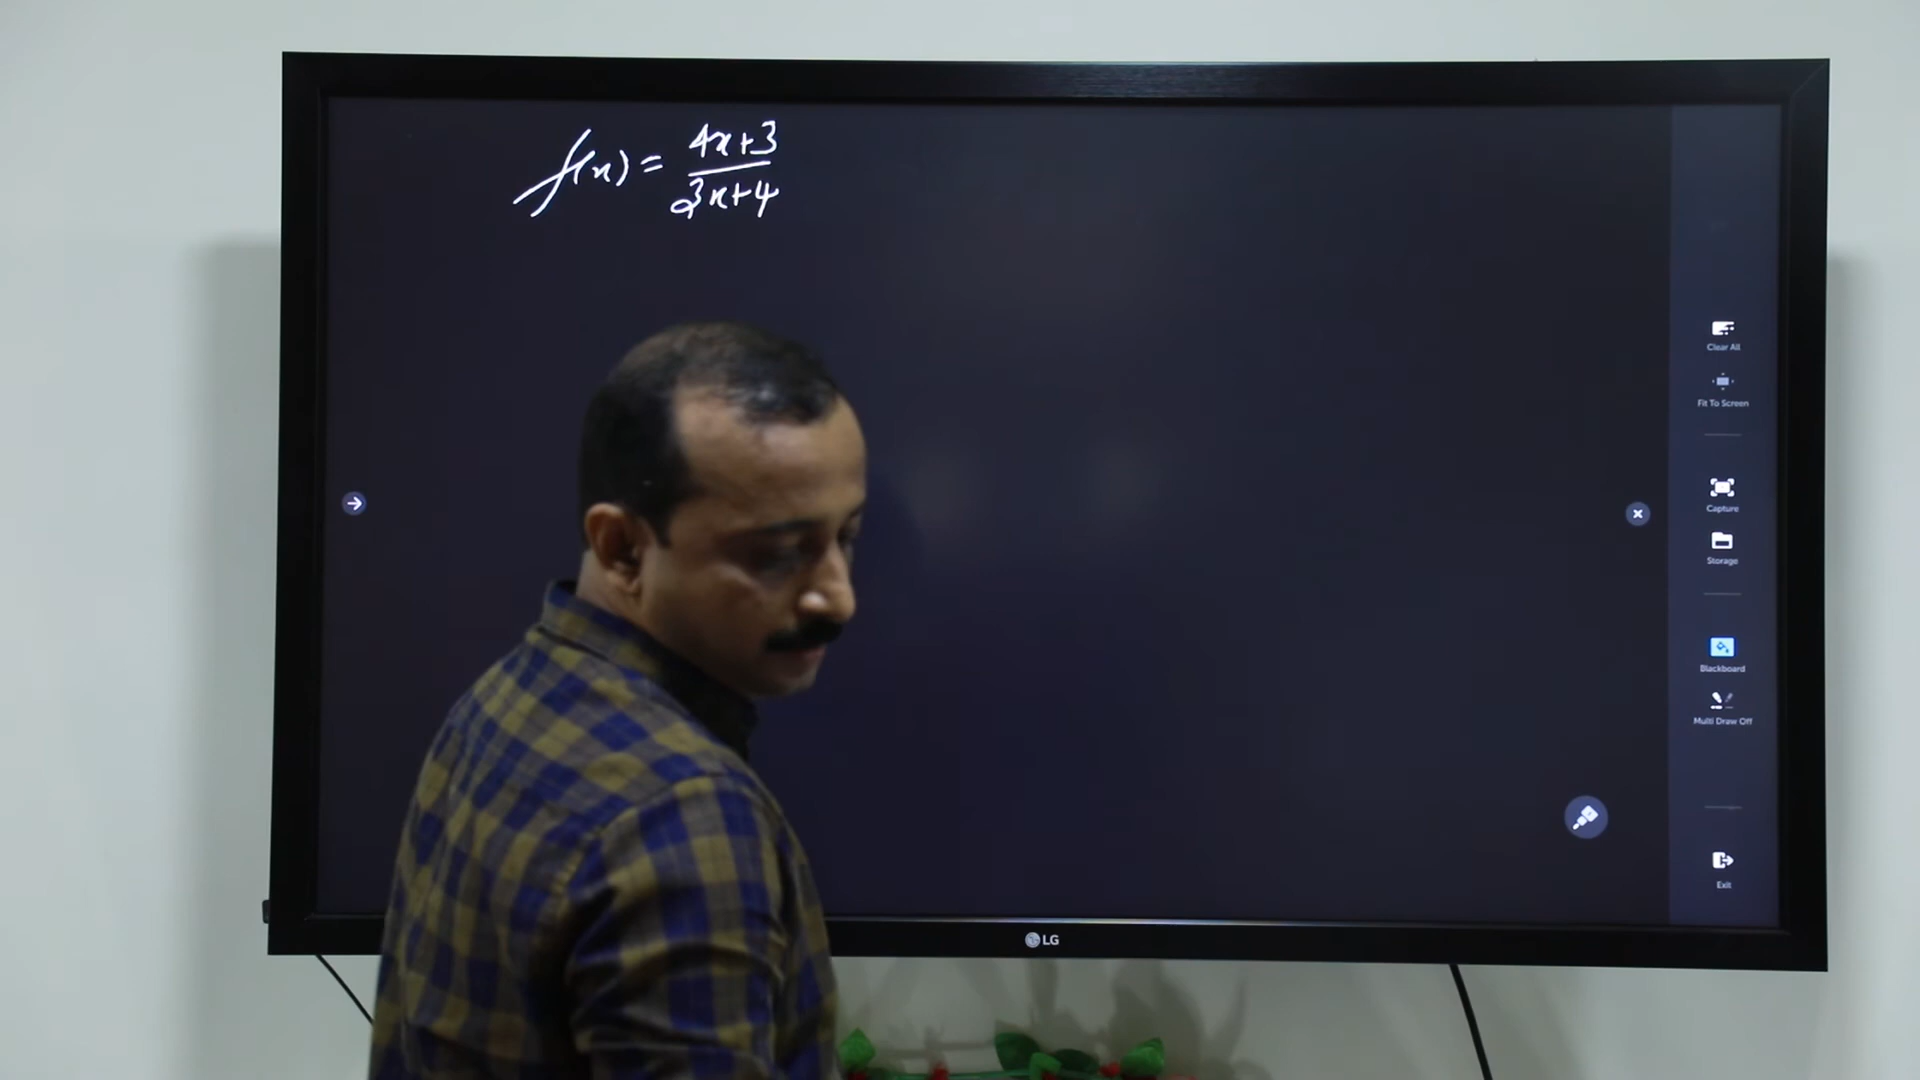 f(x) = 4x+3 / 3x+4
Clear All
Fit To Screen
Capture
Storage
Blackboard
Multi Draw Off
Exit
LG